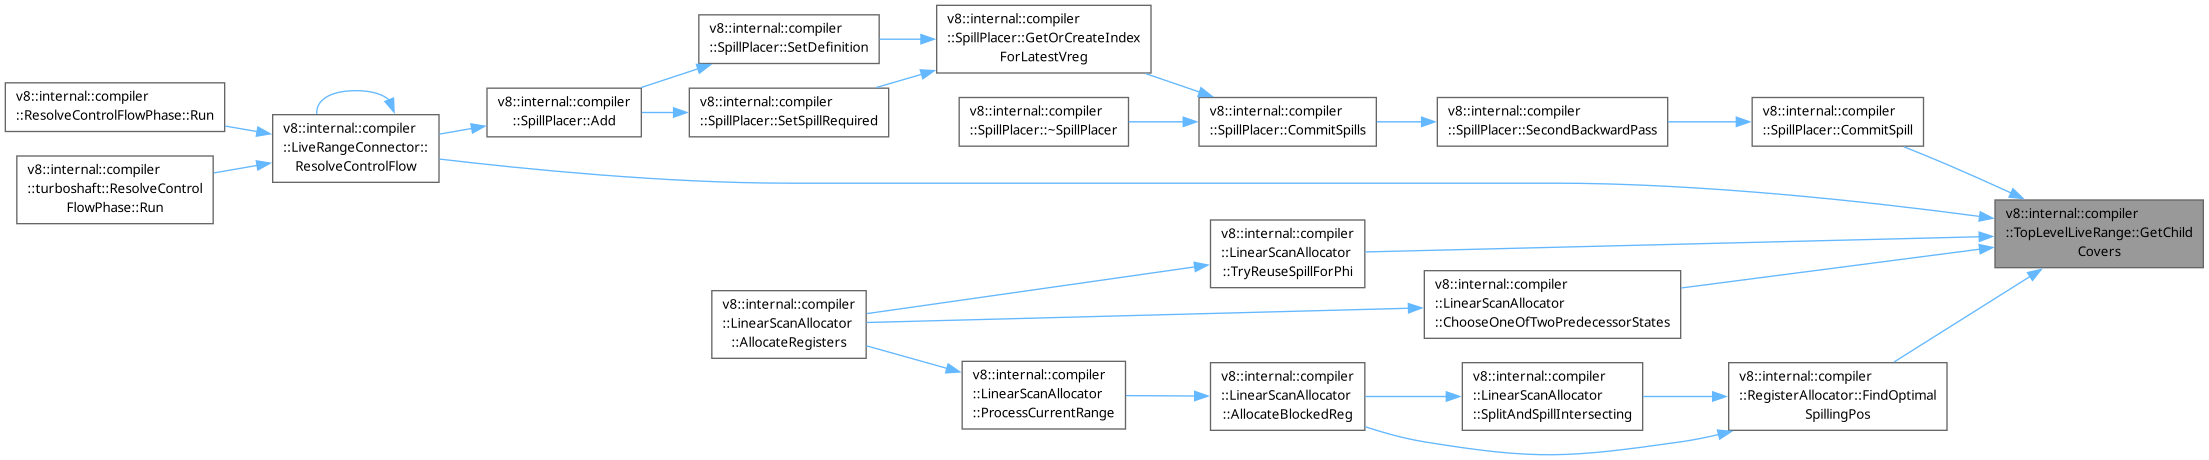 v8::internal::compiler
::SpillPlacer::SetDefinition
v8::internal::compiler
::SpillPlacer::GetOrCreateIndex
ForLatestVreg
v8::internal::compiler
::ResolveControlFlowPhase::Run
v8::internal::compiler
::LiveRangeConnector::
ResolveControlFlow
v8::internal::compiler
::SpillPlacer::Add
v8::internal::compiler
::SpillPlacer::SetSpillRequired
v8::internal::compiler
::SpillPlacer::~SpillPlacer
v8::internal::compiler
::SpillPlacer::CommitSpills
v8::internal::compiler
::SpillPlacer::SecondBackwardPass
v8::internal::compiler
::SpillPlacer::CommitSpill
v8::internal::compiler
::turboshaft::ResolveControl
FlowPhase::Run
v8::internal::compiler
::TopLevelLiveRange::GetChild
Covers
v8::internal::compiler
::LinearScanAllocator
::TryReuseSpillForPhi
v8::internal::compiler
::LinearScanAllocator
::ChooseOneOfTwoPredecessorStates
v8::internal::compiler
::LinearScanAllocator
::AllocateRegisters
v8::internal::compiler
::LinearScanAllocator
::ProcessCurrentRange
v8::internal::compiler
::LinearScanAllocator
::AllocateBlockedReg
v8::internal::compiler
::LinearScanAllocator
::SplitAndSpillIntersecting
v8::internal::compiler
::RegisterAllocator::FindOptimal
SpillingPos